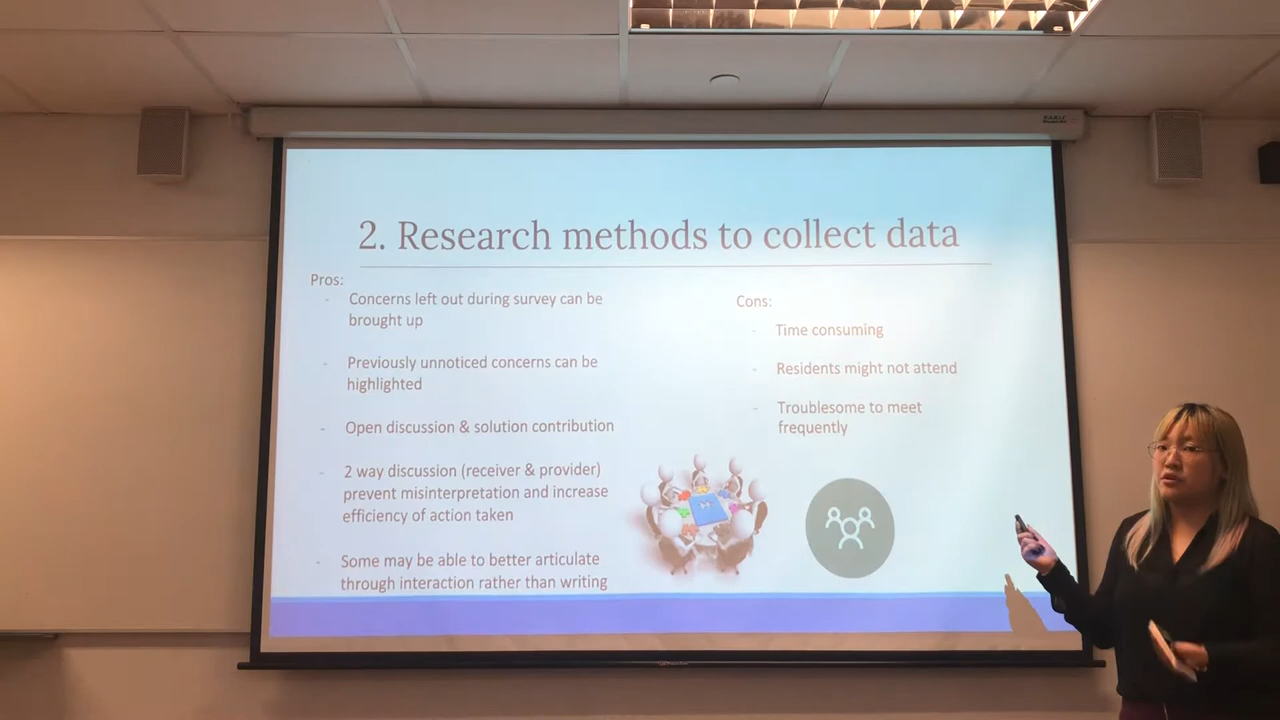 2. Research methods to collect data
Pros:
- Concerns left out during survey can be
brought up
- Previously unnoticed concerns can be
highlighted
- Open discussion & solution contribution
- 2 way discussion (receiver & provider)
prevent misinterpretation and increase
efficiency of action taken
- Some may be able to better articulate
through interaction rather than writing
Cons:
- Time consuming
- Residents might not attend
- Troublesome to meet
frequently